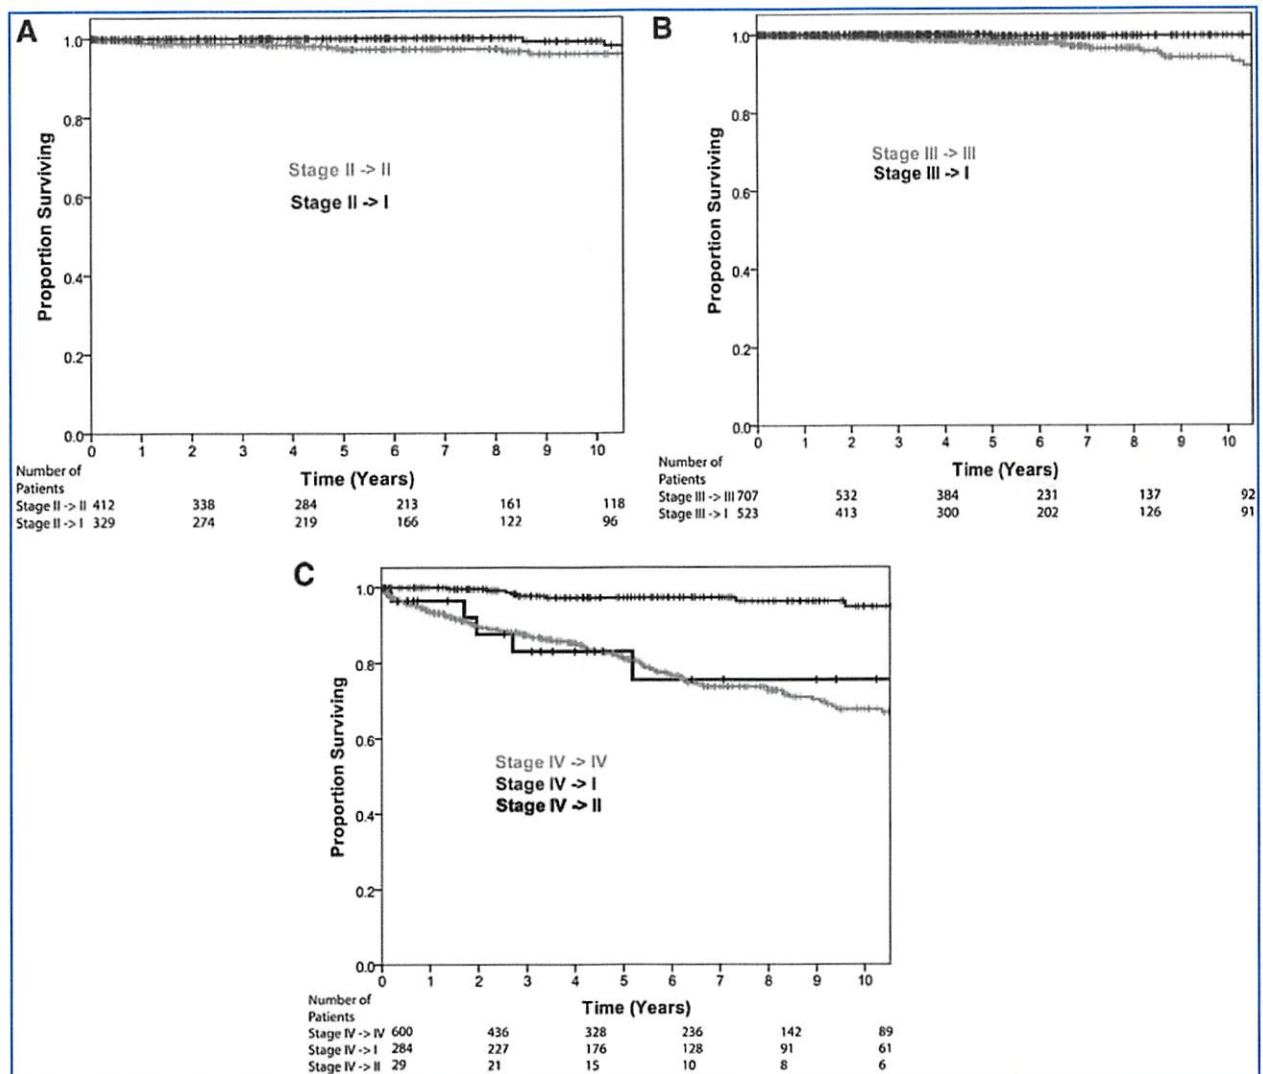 A
1.0
0.8
0.6
0.4
0.2
0.0
Proportion Surviving
Stage II -> II
Stage II -> I
0 1 2 3 4 5 6 7 8 9 10
Time (Years)
Number of
Patients
Stage II -> II 412 338 284 213 161 118
Stage II -> I 329 274 219 166 122 96
B
1.0
0.8
0.6
0.4
0.2
0.0
Proportion Surviving
Stage III -> III
Stage III -> I
0 1 2 3 4 5 6 7 8 9 10
Time (Years)
Number of
Patients
Stage III -> III 707 532 384 231 137 92
Stage III -> I 523 413 300 202 126 91
C
1.0
0.8
0.6
0.4
0.2
0.0
Proportion Surviving
Stage IV -> IV
Stage IV -> I
Stage IV -> II
0 1 2 3 4 5 6 7 8 9 10
Time (Years)
Number of
Patients
Stage IV -> IV 600 436 328 236 142 89
Stage IV -> I 284 227 176 128 91 61
Stage IV -> II 29 21 15 10 8 6